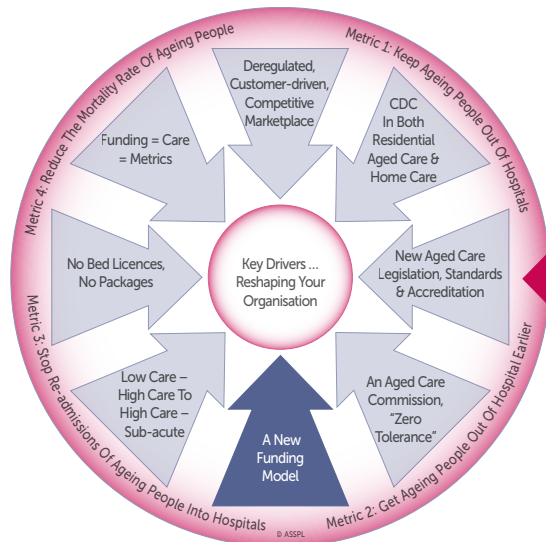 Metric 1: Keep Ageing People Out Of Hospitals
Metric 2: Get Ageing People Out Of Hospital Earlier
Metric 3: Stop Re-admissions Of Ageing People Into Hospitals
Metric 4: Reduce The Mortality Rate Of Ageing People
Deregulated,
Customer-driven,
Competitive
Marketplace
CDC
In Both
Residential
Aged Care &
Home Care
New Aged Care
Legislation, Standards
& Accreditation
An Aged Care
Commission,
“Zero
Tolerance”
A New
Funding
Model
Low Care –
High Care To
High Care –
Sub-acute
No Bed Licences,
No Packages
Funding = Care
= Metrics
Key Drivers ...
Reshaping Your
Organisation
© ASSPL